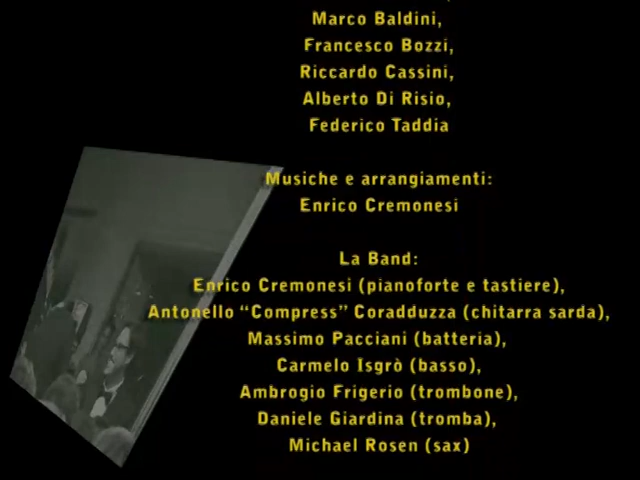 Marco Baldini,
Francesco Bozzi,
Riccardo Cassini,
Alberto Di Risio,
Federico Taddia
Musiche e arrangiamenti:
Enrico Cremonesi
La Band:
Enrico Cremonesi (pianoforte e tastiere),
Antonello “Compress” Coradduzza (chitarra sarda),
Massimo Pacciani (batteria),
Carmelo Isgrò (basso),
Ambrogio Frigerio (trombone),
Daniele Giardina (tromba),
Michael Rosen (sax)